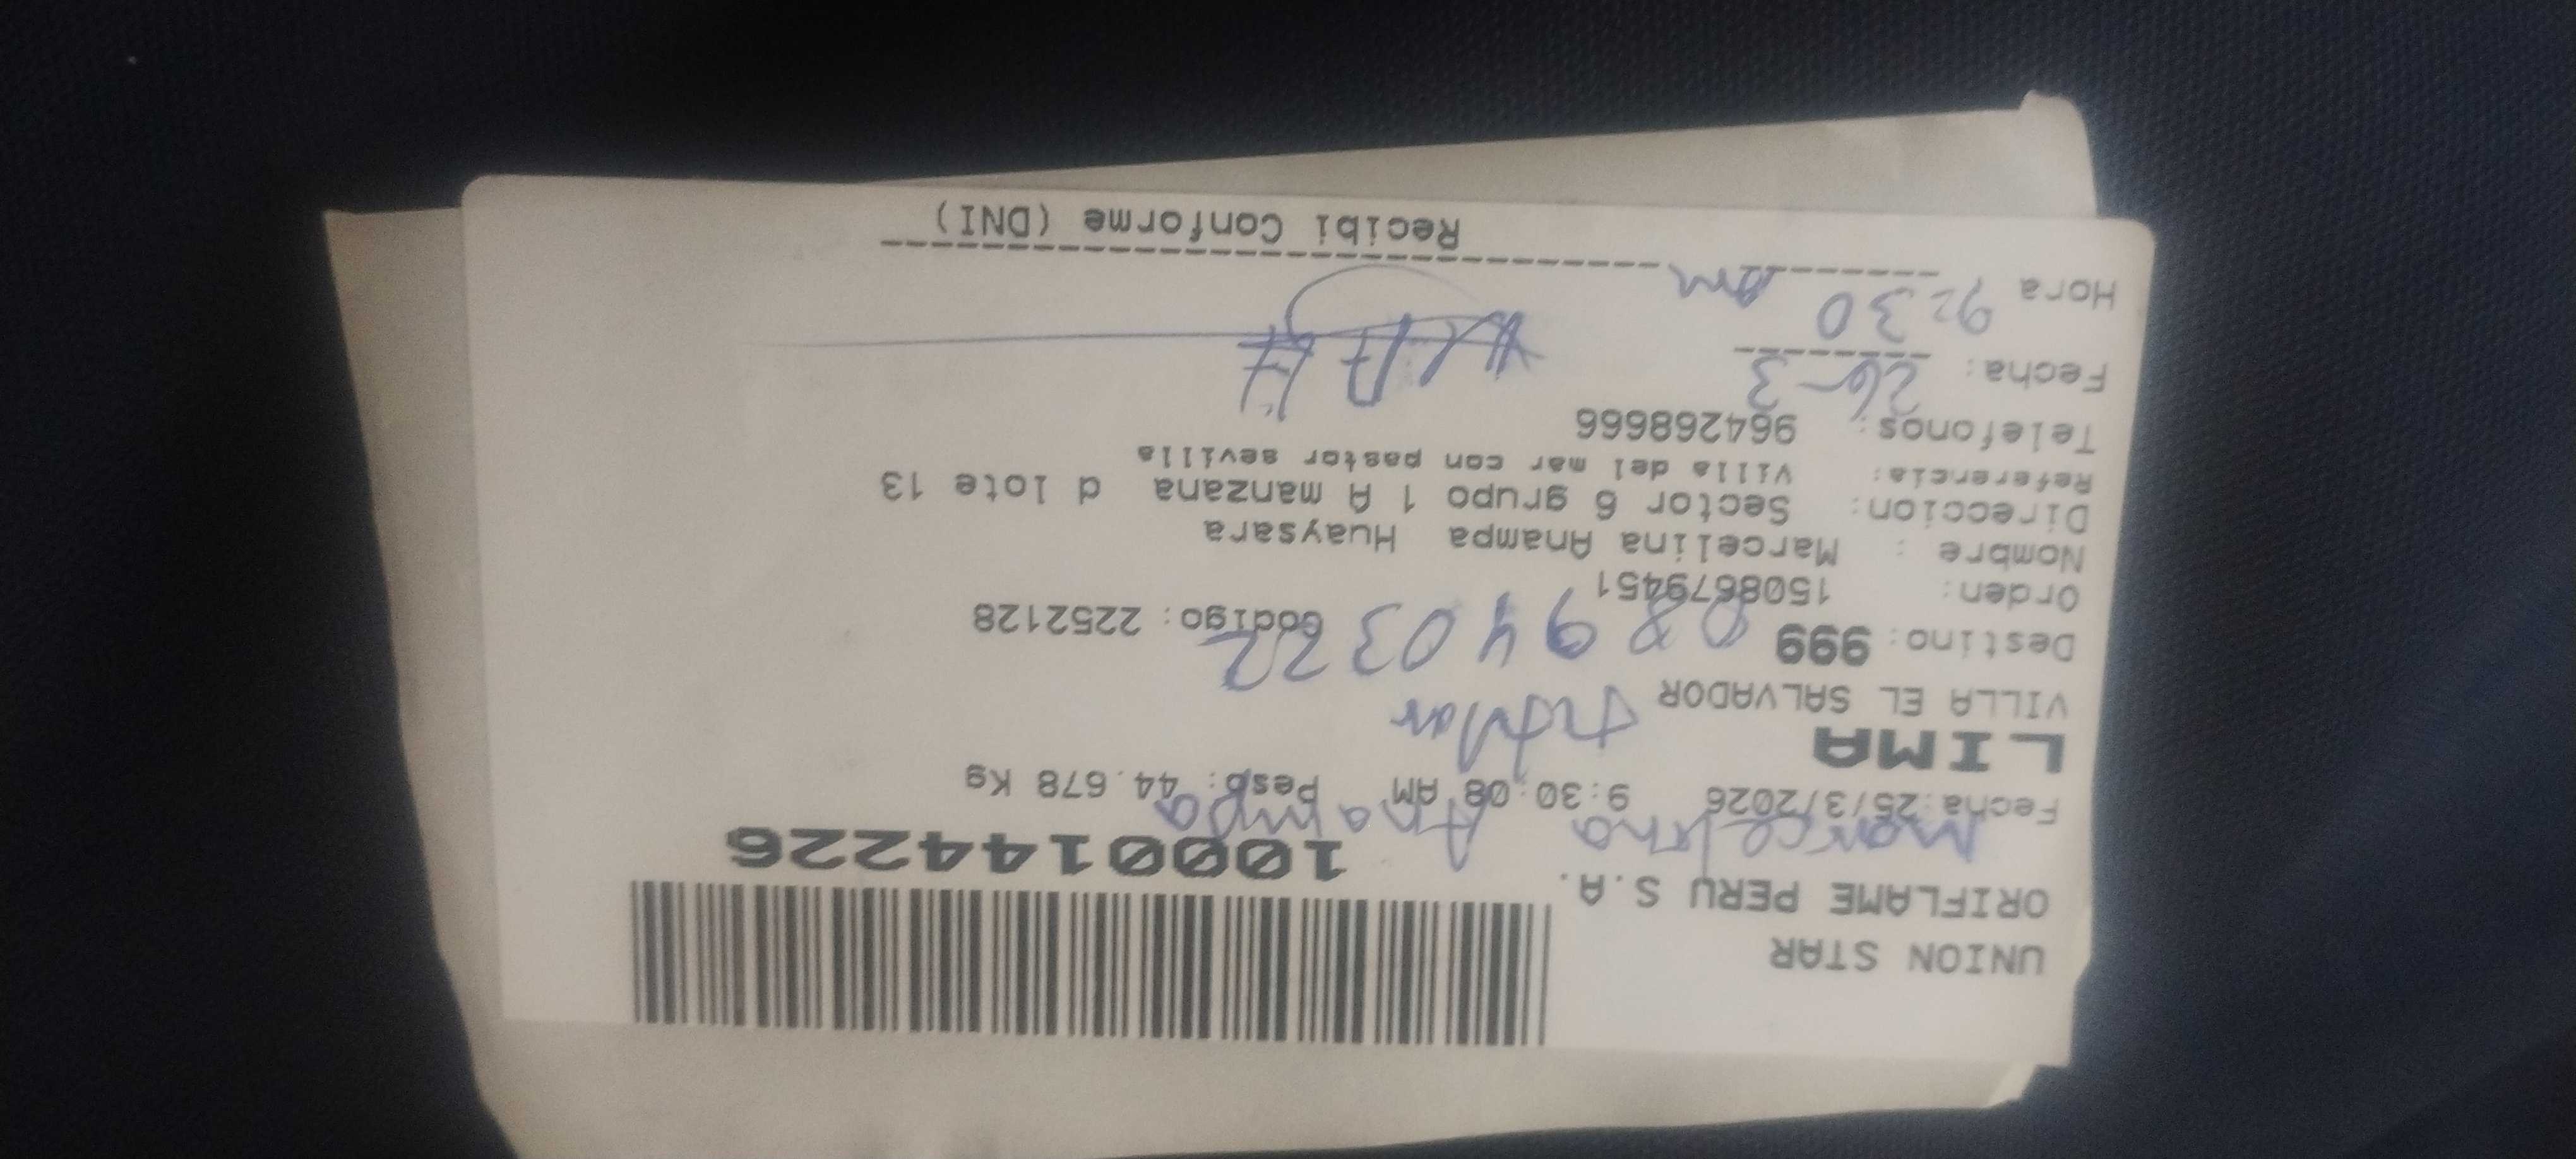 UNION STAR
ORIFLAME PERU S.A.
1000144226
Marcelina Anampa
Fecha:25/3/2026 9:30:08 AM Peso: 44.678 Kg
LIMA
titular
VILLA EL SALVADOR
Destino: 999 Codigo: 2252128
08940322
Orden: 1508679451
Nombre : Marcelina Anampa Huaysara
Direccion: Sector 6 grupo 1 A manzana d lote 13
Referencia: Villa del mar con pastor sevilla
Telefonos: 964268666
Fecha: 26-3
Hora 9:30 am
Recibi Conforme (DNI)